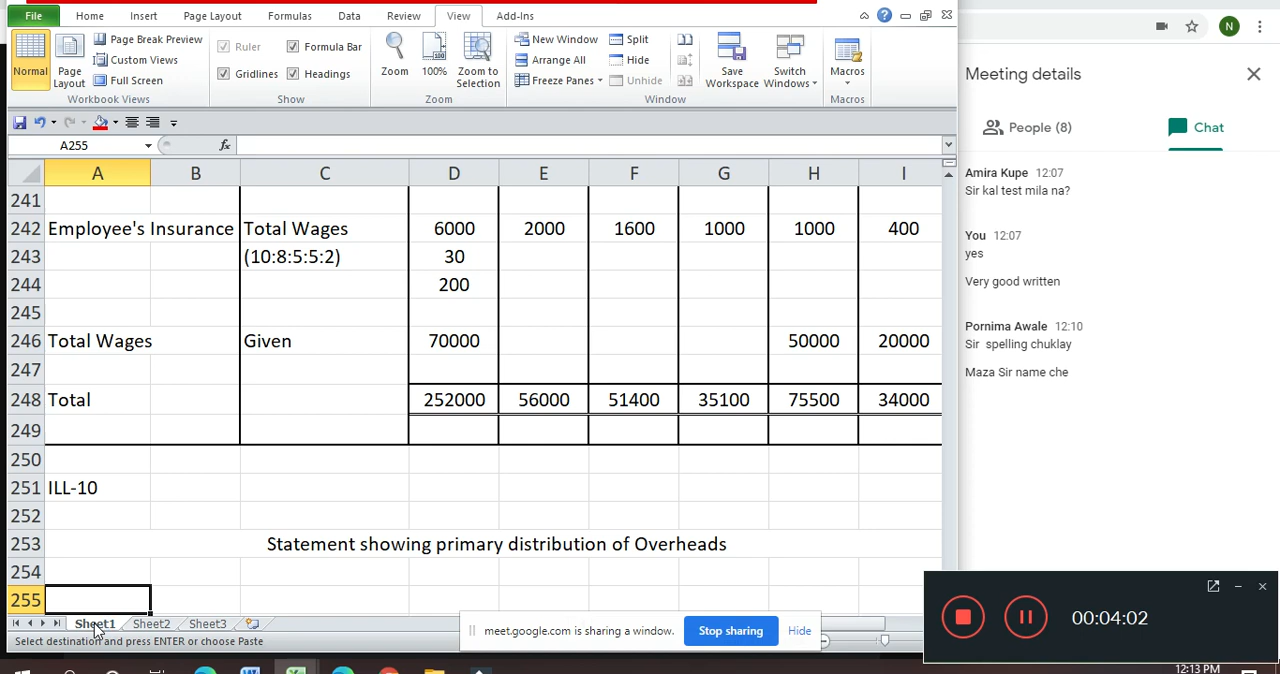 File Home Insert Page Layout Formulas Data Review View Add-Ins
Normal Page Layout Page Break Preview Custom Views Full Screen
Workbook Views
Ruler Formula Bar
Gridlines Headings
Show
Zoom 100% Zoom to Selection
Zoom
New Window Arrange All Freeze Panes Split Hide Unhide
Save Workspace Switch Windows
Window
Macros
Macros
A255 fx
A B C D E F G H I
241
242 Employee's Insurance Total Wages 6000 2000 1600 1000 1000 400
243 (10:8:5:5:2) 30
244 200
245
246 Total Wages Given 70000 50000 20000
247
248 Total 252000 56000 51400 35100 75500 34000
249
250
251 ILL-10
252
253 Statement showing primary distribution of Overheads
254
255
Sheet1 Sheet2 Sheet3
Select destination and press ENTER or choose Paste
meet.google.com is sharing a window. Stop sharing Hide
N
Meeting details
People (8) Chat
Amira Kupe 12:07
Sir kal test mila na?
You 12:07
yes
Very good written
Pornima Awale 12:10
Sir spelling chuklay
Maza Sir name che
00:04:02
12:13 PM